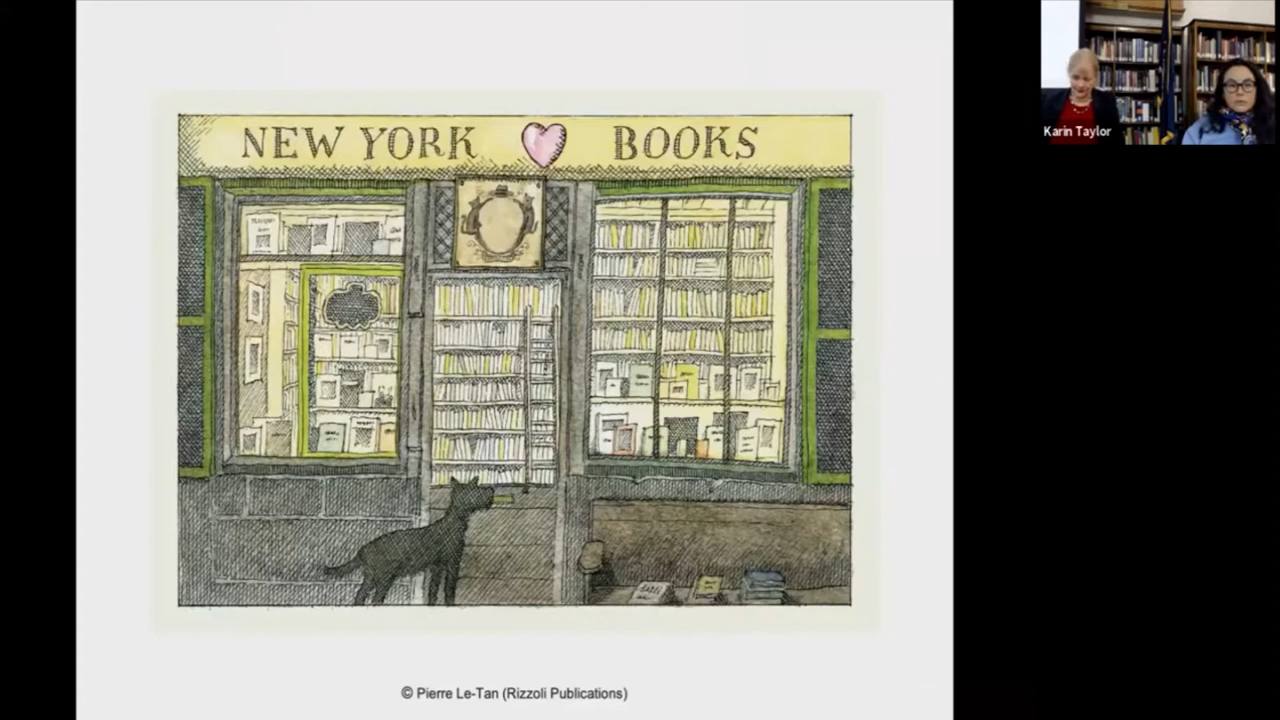 NEW YORK BOOKS
Karin Taylor
© Pierre Le-Tan (Rizzoli Publications)